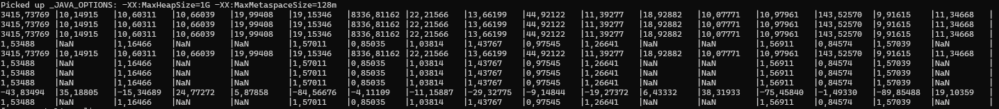 Picked up _JAVA_OPTIONS: -XX:MaxHeapSize=1G -XX:MaxMetaspaceSize=128m
3415,73769 |10,14915 |10,60311 |10,66039 |19,99408 |19,15346 |8336,81162 |22,21566 |13,66199 |44,92122 |11,39277 |18,92882 |10,07771 |10,97961 |143,52570 |9,91615 |11,34668 |
3415,73769 |10,14915 |10,60311 |10,66039 |19,99408 |19,15346 |8336,81162 |22,21566 |13,66199 |44,92122 |11,39277 |18,92882 |10,07771 |10,97961 |143,52570 |9,91615 |11,34668 |
3415,73769 |10,14915 |10,60311 |10,66039 |19,99408 |19,15346 |8336,81162 |22,21566 |13,66199 |44,92122 |11,39277 |18,92882 |10,07771 |10,97961 |143,52570 |9,91615 |11,34668 |
1,53488 |NaN |1,16466 |NaN |NaN |1,57011 |0,85035 |1,03814 |1,43767 |0,97545 |1,26641 |NaN |NaN |1,56911 |0,84574 |1,57039 |NaN |
3415,73769 |10,14915 |10,60311 |10,66039 |19,99408 |19,15346 |8336,81162 |22,21566 |13,66199 |44,92122 |11,39277 |18,92882 |10,07771 |10,97961 |143,52570 |9,91615 |11,34668 |
1,53488 |NaN |1,16466 |NaN |NaN |1,57011 |0,85035 |1,03814 |1,43767 |0,97545 |1,26641 |NaN |NaN |1,56911 |0,84574 |1,57039 |NaN |
1,53488 |NaN |1,16466 |NaN |NaN |1,57011 |0,85035 |1,03814 |1,43767 |0,97545 |1,26641 |NaN |NaN |1,56911 |0,84574 |1,57039 |NaN |
1,53488 |NaN |1,16466 |NaN |NaN |1,57011 |0,85035 |1,03814 |1,43767 |0,97545 |1,26641 |NaN |NaN |1,56911 |0,84574 |1,57039 |NaN |
-43,83494 |35,18805 |-15,34689 |24,77272 |5,87858 |-84,56676 |-4,11109 |-11,15887 |-29,32775 |-9,14844 |-19,27372 |6,43332 |38,31933 |-75,45840 |-1,49330 |-89,85488 |19,10359 |
1,53488 |NaN |1,16466 |NaN |NaN |1,57011 |0,85035 |1,03814 |1,43767 |0,97545 |1,26641 |NaN |NaN |1,56911 |0,84574 |1,57039 |NaN |